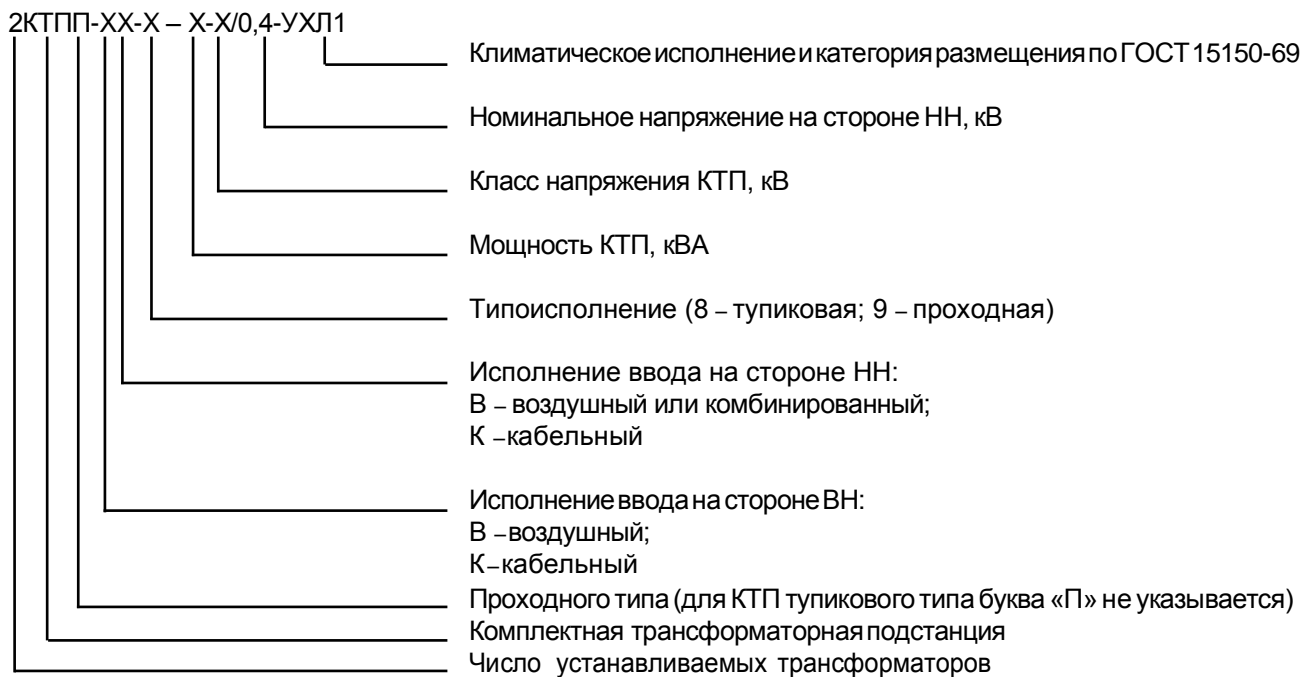 2КТПП-ХХ-Х – Х-Х/0,4-УХЛ1
Климатическое исполнение и категория размещения по ГОСТ 15150-69
Номинальное напряжение на стороне НН, кВ
Класс напряжения КТП, кВ
Мощность КТП, кВА
Типоисполнение (8 – тупиковая; 9 – проходная)
Исполнение ввода на стороне НН:
В – воздушный или комбинированный;
К –кабельный
Исполнение ввода на стороне ВН:
В –воздушный;
К–кабельный
Проходного типа (для КТП тупикового типа буква «П» не указывается)
Комплектная трансформаторная подстанция
Число устанавливаемых трансформаторов